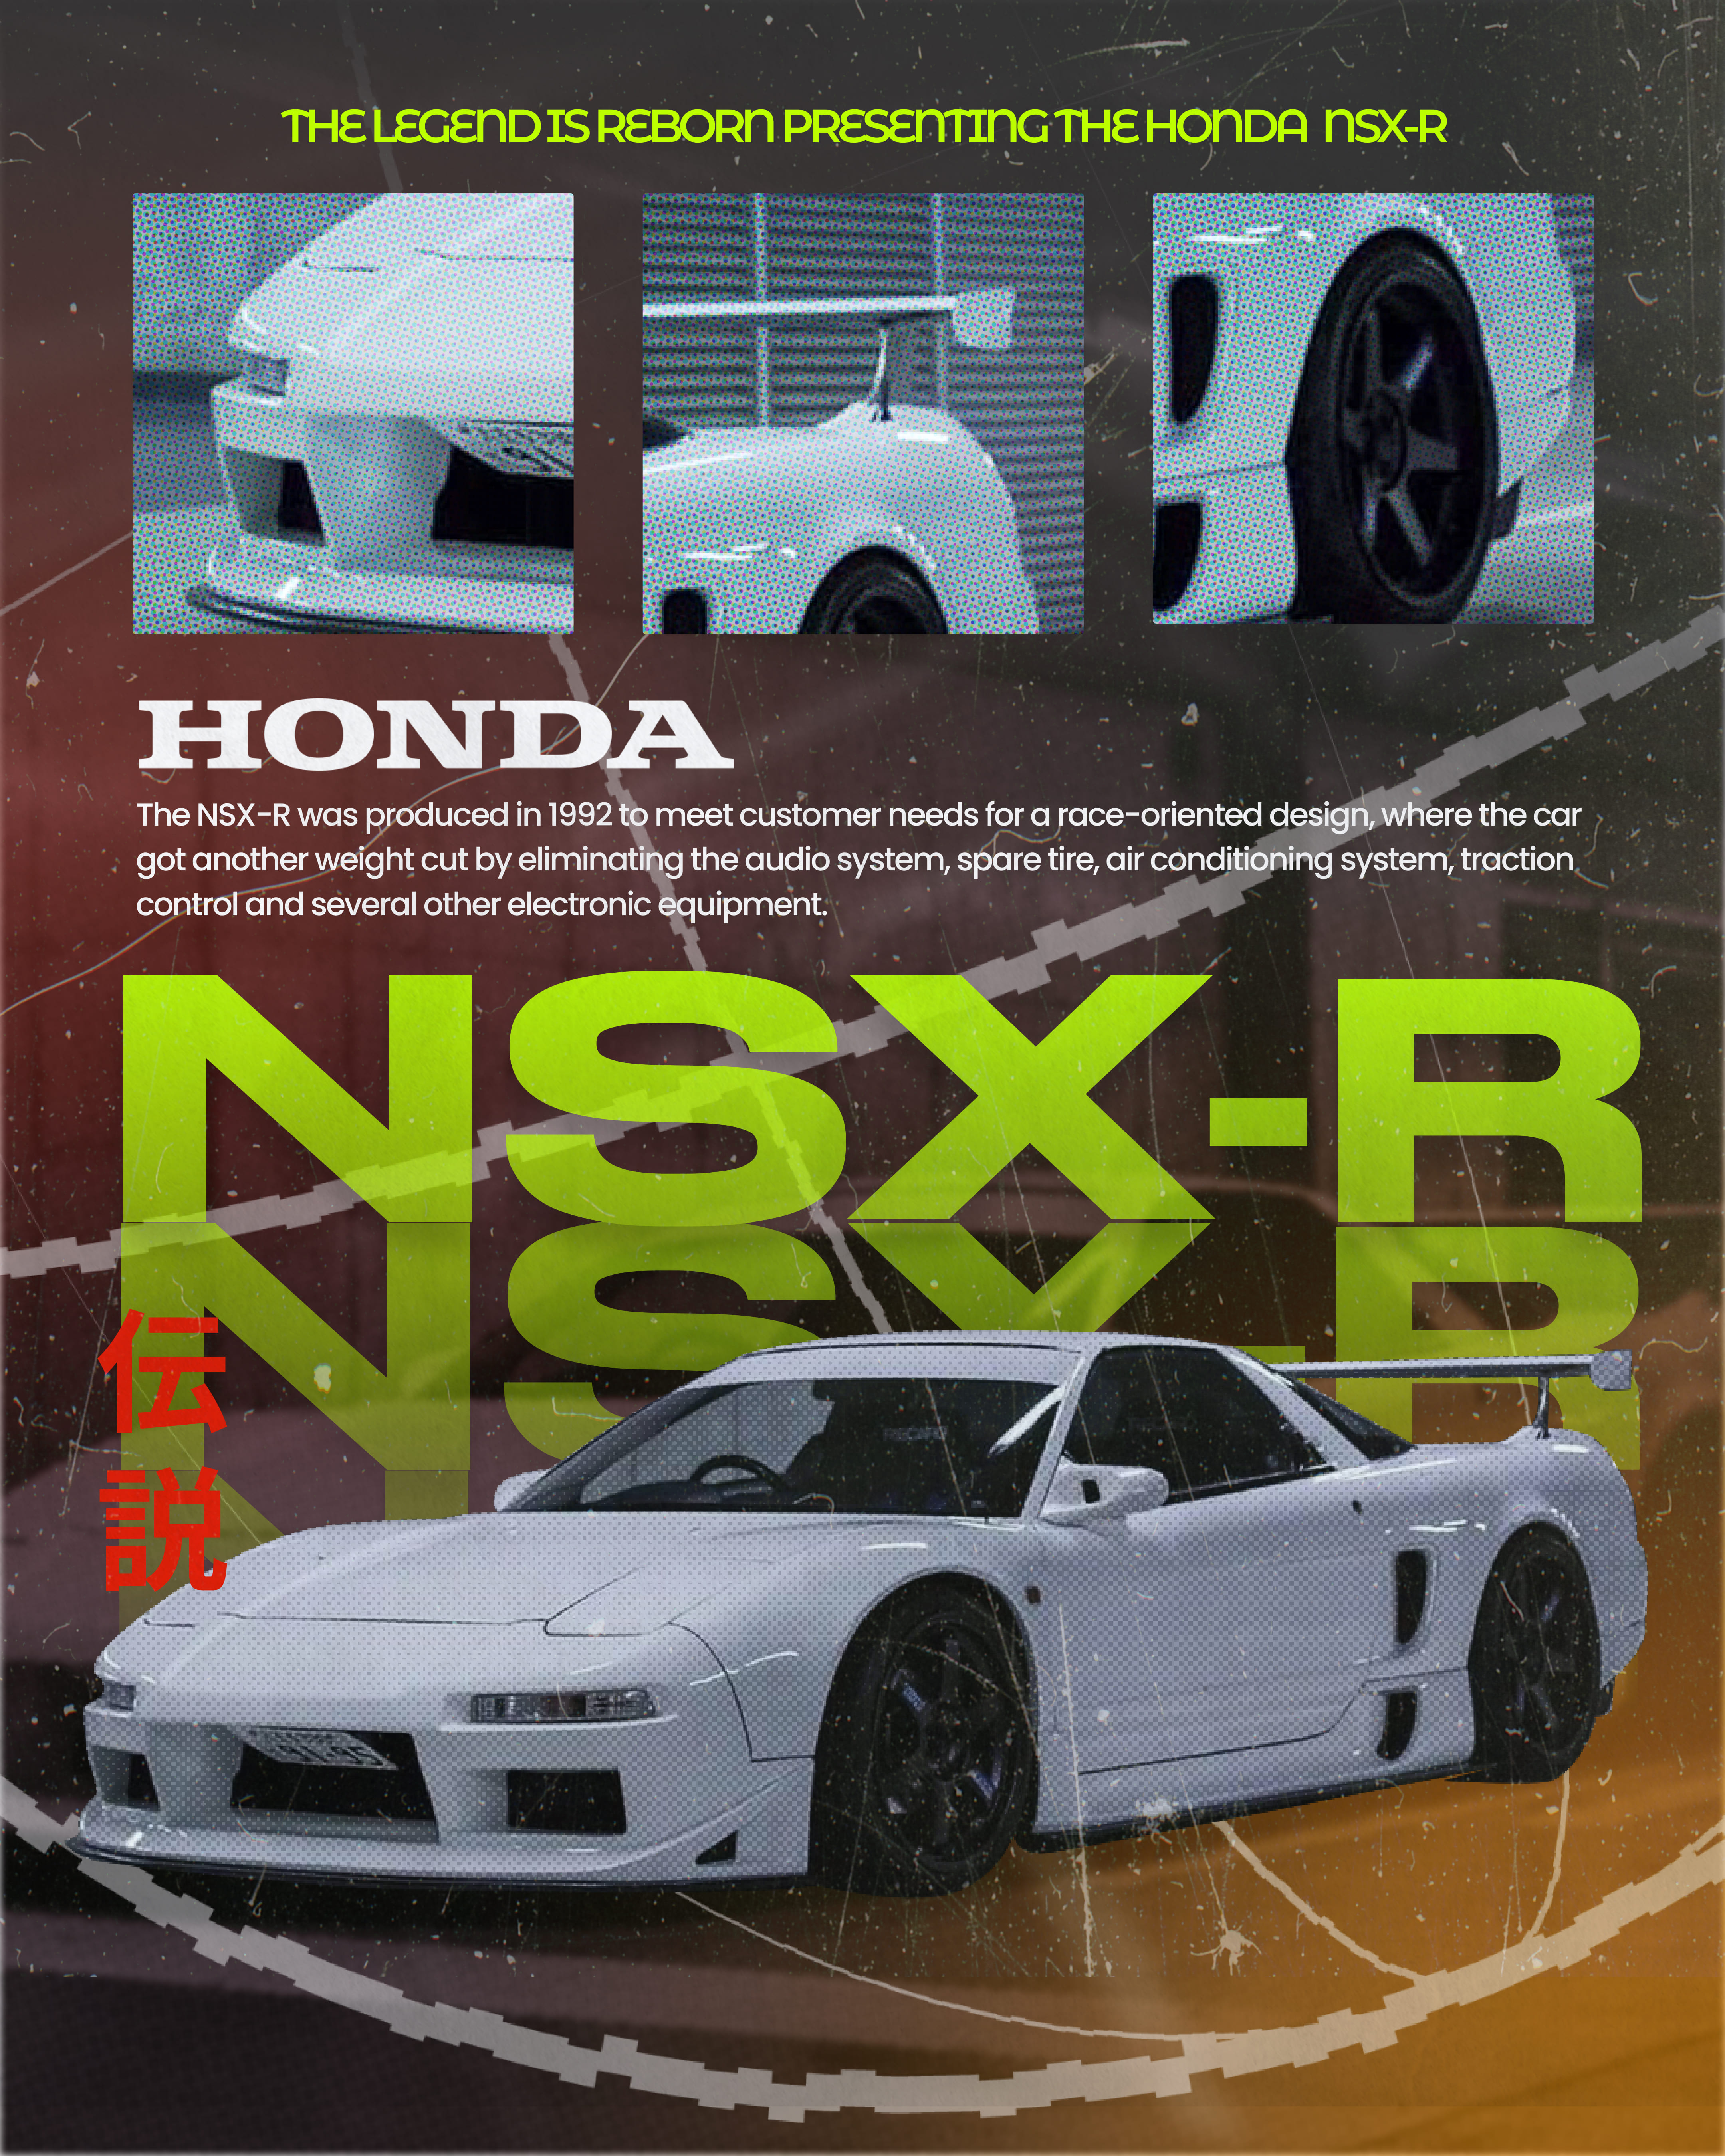 THE LEGEND IS REBORN PRESENTING THE HONDA NSX-R
HONDA
The NSX-R was produced in 1992 to meet customer needs for a race-oriented design, where the car
got another weight cut by eliminating the audio system, spare tire, air conditioning system, traction
control and several other electronic equipment.
NSX-R
NSX-R
伝
説